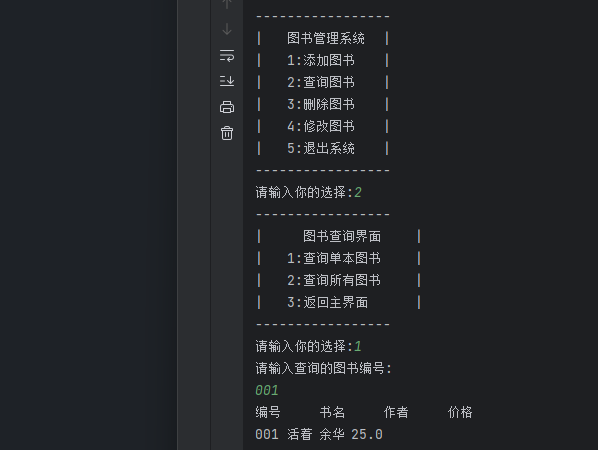 -----------------
|   图书管理系统  |
|   1:添加图书    |
|   2:查询图书    |
|   3:删除图书    |
|   4:修改图书    |
|   5:退出系统    |
-----------------
请输入你的选择:2
-----------------
|     图书查询界面    |
|   1:查询单本图书    |
|   2:查询所有图书    |
|   3:返回主界面      |
-----------------
请输入你的选择:1
请输入查询的图书编号:
001
编号     书名     作者     价格
001 活着 余华 25.0